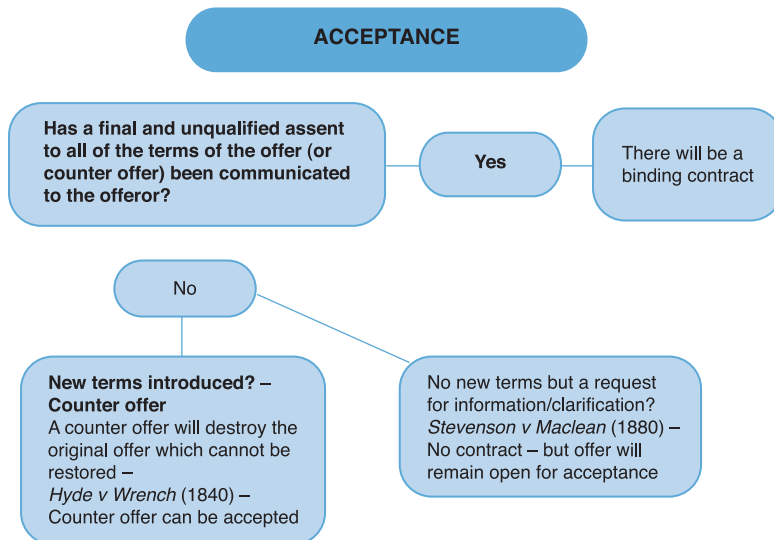 ACCEPTANCE
Has a final and unqualified assent
to all of the terms of the offer (or
counter offer) been communicated
to the offeror?
Yes
There will be a
binding contract
No
New terms introduced? –
Counter offer
A counter offer will destroy the
original offer which cannot be
restored –
Hyde v Wrench (1840) –
Counter offer can be accepted
No new terms but a request
for information/clarification?
Stevenson v Maclean (1880) –
No contract – but offer will
remain open for acceptance